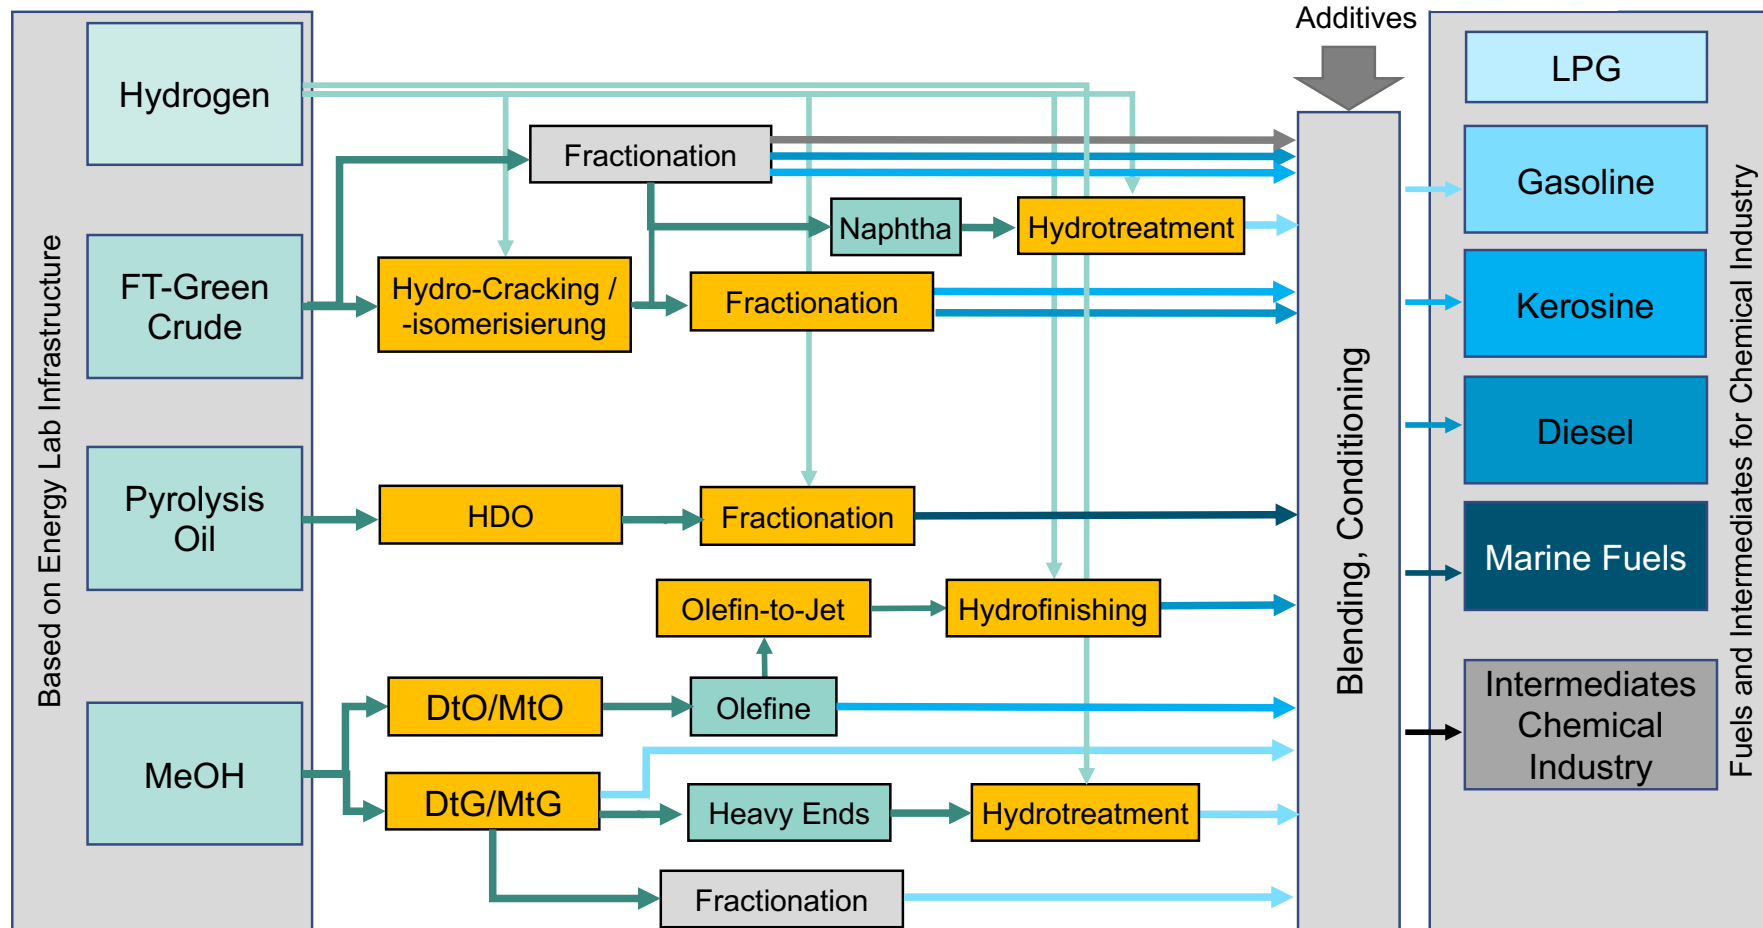 Additives
Based on Energy Lab Infrastructure
Hydrogen
FT-Green
Crude
Pyrolysis
Oil
MeOH
Fractionation
Naphtha
Hydrotreatment
Hydro-Cracking /
-isomerisierung
Fractionation
HDO
Fractionation
Olefin-to-Jet
Hydrofinishing
DtO/MtO
Olefine
DtG/MtG
Heavy Ends
Hydrotreatment
Fractionation
Blending, Conditioning
LPG
Gasoline
Kerosine
Diesel
Marine Fuels
Intermediates
Chemical
Industry
Fuels and Intermediates for Chemical Industry